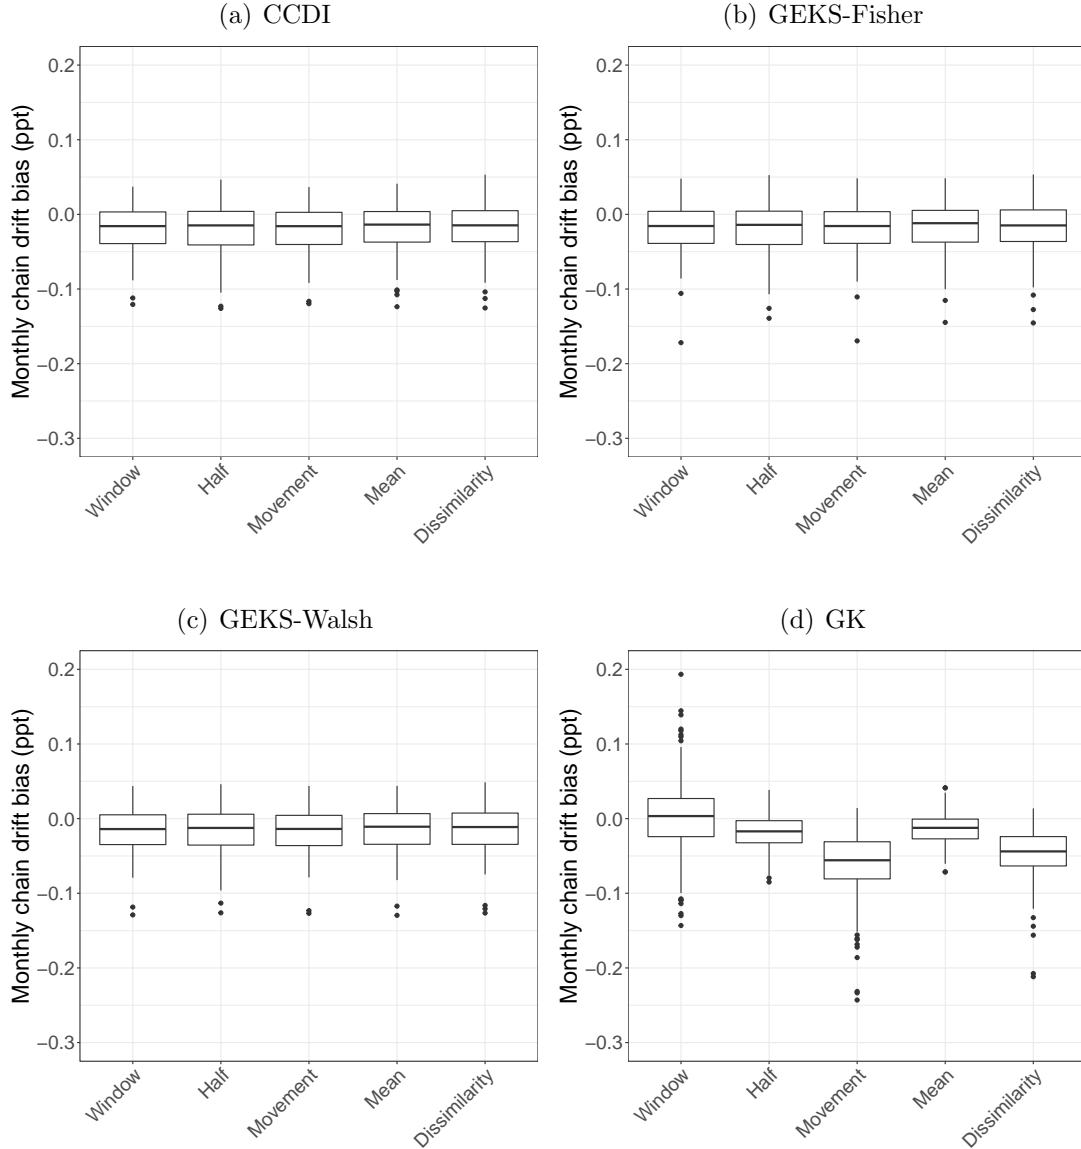 (a) CCDI
Monthly chain drift bias (ppt)
0.2
0.1
0.0
−0.1
−0.2
−0.3
Window
Half
Movement
Mean
Dissimilarity
(b) GEKS-Fisher
Monthly chain drift bias (ppt)
0.2
0.1
0.0
−0.1
−0.2
−0.3
Window
Half
Movement
Mean
Dissimilarity
(c) GEKS-Walsh
Monthly chain drift bias (ppt)
0.2
0.1
0.0
−0.1
−0.2
−0.3
Window
Half
Movement
Mean
Dissimilarity
(d) GK
Monthly chain drift bias (ppt)
0.2
0.1
0.0
−0.1
−0.2
−0.3
Window
Half
Movement
Mean
Dissimilarity